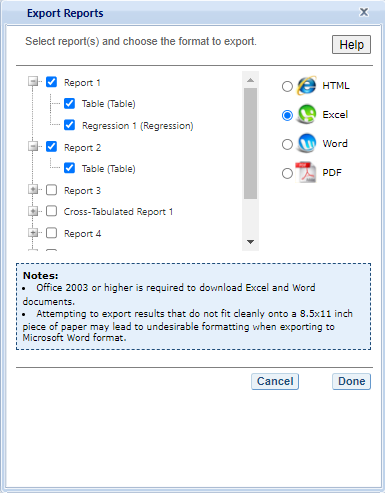 Export Reports
X
Select report(s) and choose the format to export.
Help
Report 1
Table (Table)
Regression 1 (Regression)
Report 2
Table (Table)
Report 3
Cross-Tabulated Report 1
Report 4
HTML
Excel
Word
PDF
Notes:
• Office 2003 or higher is required to download Excel and Word
documents.
• Attempting to export results that do not fit cleanly onto a 8.5x11 inch
piece of paper may lead to undesirable formatting when exporting to
Microsoft Word format.
Cancel
Done